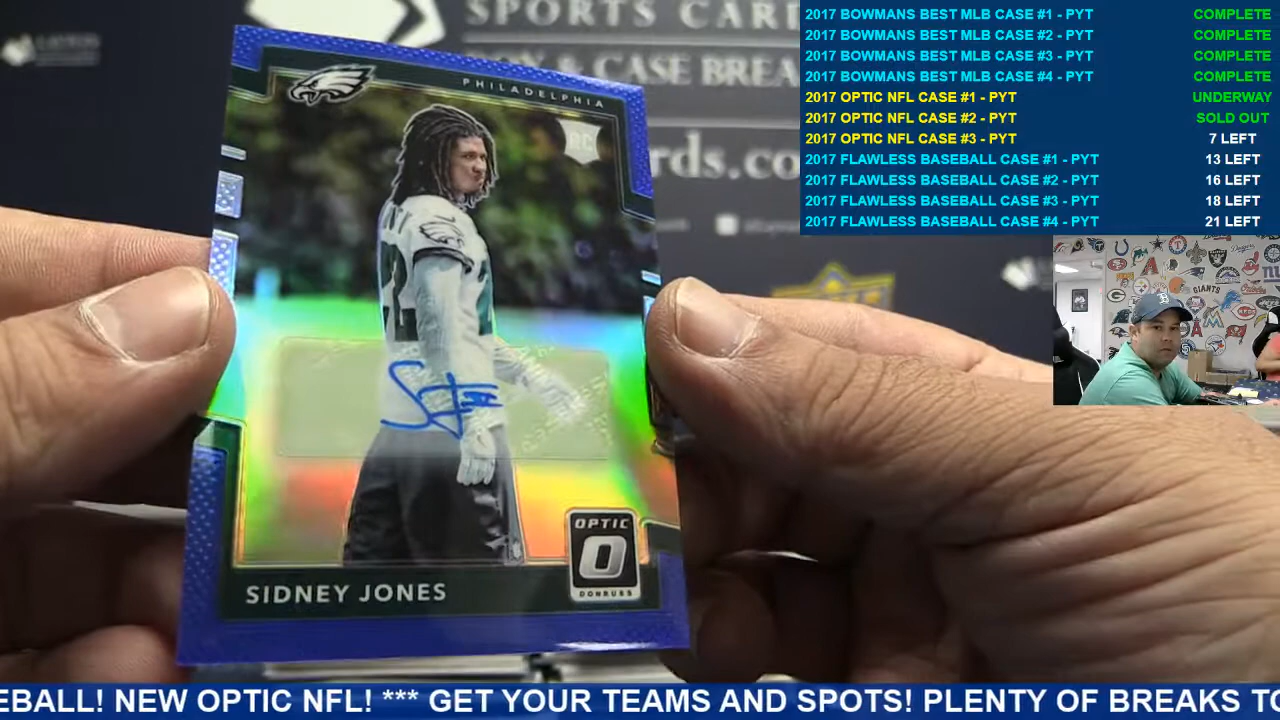 SPORTS CARD
& CASE BREA
rds.co
PHILADELPHIA
RC
SIDNEY JONES
OPTIC
DONRUSS
2017 BOWMANS BEST MLB CASE #1 - PYT COMPLETE
2017 BOWMANS BEST MLB CASE #2 - PYT COMPLETE
2017 BOWMANS BEST MLB CASE #3 - PYT COMPLETE
2017 BOWMANS BEST MLB CASE #4 - PYT COMPLETE
2017 OPTIC NFL CASE #1 - PYT UNDERWAY
2017 OPTIC NFL CASE #2 - PYT SOLD OUT
2017 OPTIC NFL CASE #3 - PYT 7 LEFT
2017 FLAWLESS BASEBALL CASE #1 - PYT 13 LEFT
2017 FLAWLESS BASEBALL CASE #2 - PYT 16 LEFT
2017 FLAWLESS BASEBALL CASE #3 - PYT 18 LEFT
2017 FLAWLESS BASEBALL CASE #4 - PYT 21 LEFT
GIANTS
EBALL! NEW OPTIC NFL! *** GET YOUR TEAMS AND SPOTS! PLENTY OF BREAKS TO